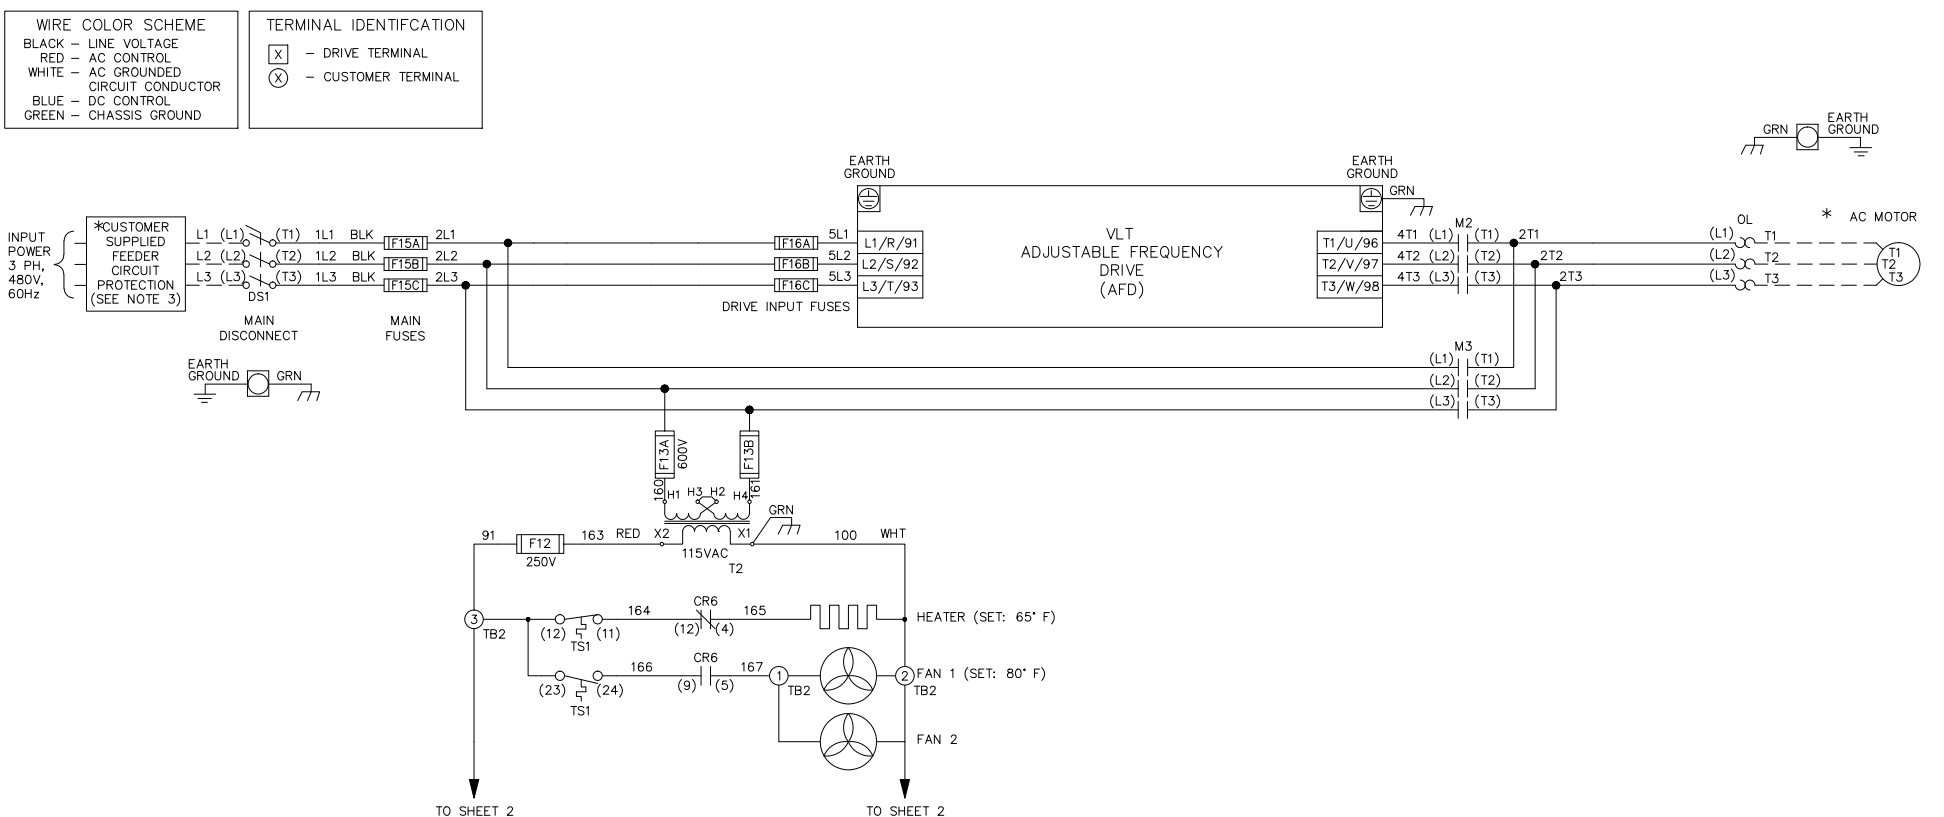 WIRE COLOR SCHEME
BLACK – LINE VOLTAGE
RED – AC CONTROL
WHITE – AC GROUNDED
CIRCUIT CONDUCTOR
BLUE – DC CONTROL
GREEN – CHASSIS GROUND
TERMINAL IDENTIFCATION
X – DRIVE TERMINAL
X – CUSTOMER TERMINAL
GRN
EARTH
GROUND
EARTH
GROUND
EARTH
GROUND
GRN
INPUT
POWER
3 PH,
480V,
60Hz
*CUSTOMER
SUPPLIED
FEEDER
CIRCUIT
PROTECTION
(SEE NOTE 3)
L1 (L1) (T1) 1L1 BLK F15A 2L1
L2 (L2) (T2) 1L2 BLK F15B 2L2
L3 (L3) (T3) 1L3 BLK F15C 2L3
DS1
MAIN
DISCONNECT
MAIN
FUSES
F16A 5L1 L1/R/91
F16B 5L2 L2/S/92
F16C 5L3 L3/T/93
DRIVE INPUT FUSES
VLT
ADJUSTABLE FREQUENCY
DRIVE
(AFD)
M2
T1/U/96 4T1 (L1) (T1) 2T1
T2/V/97 4T2 (L2) (T2) 2T2
T3/W/98 4T3 (L3) (T3) 2T3
OL
(L1) T1
(L2) T2
(L3) T3
* AC MOTOR
T1
T2
T3
M3
(L1) (T1)
(L2) (T2)
(L3) (T3)
EARTH
GROUND
GRN
F13A
600V
F13B
160
161
H1 H3 H2 H4
GRN
91 F12 163 RED X2 X1 100 WHT
250V
115VAC
T2
3
TB2
164 CR6 165
(12) (11) (12) (4)
TS1
HEATER (SET: 65° F)
166 CR6 167
(23) (24) (9) (5)
TS1
1
TB2
2
TB2
FAN 1 (SET: 80° F)
FAN 2
TO SHEET 2
TO SHEET 2